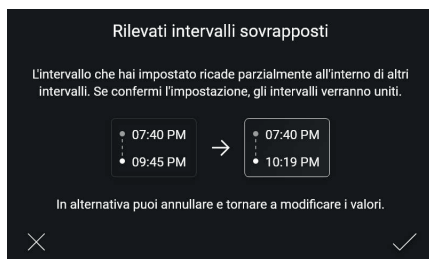 Rilevati intervalli sovrapposti
L'intervallo che hai impostato ricade parzialmente all'interno di altri
intervalli. Se confermi l'impostazione, gli intervalli verranno uniti.
07:40 PM
09:45 PM
07:40 PM
10:19 PM
In alternativa puoi annullare e tornare a modificare i valori.